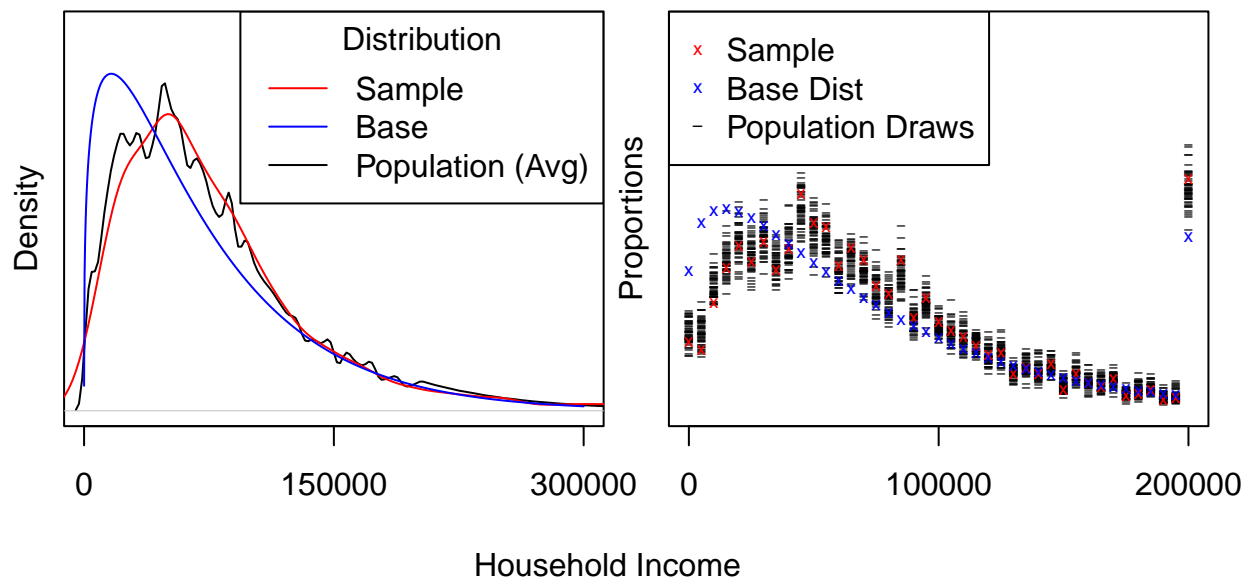 Distribution
Sample
Base
Population (Avg)
Density
0
150000
300000
Sample
Base Dist
Population Draws
Proportions
0
100000
200000
Household Income